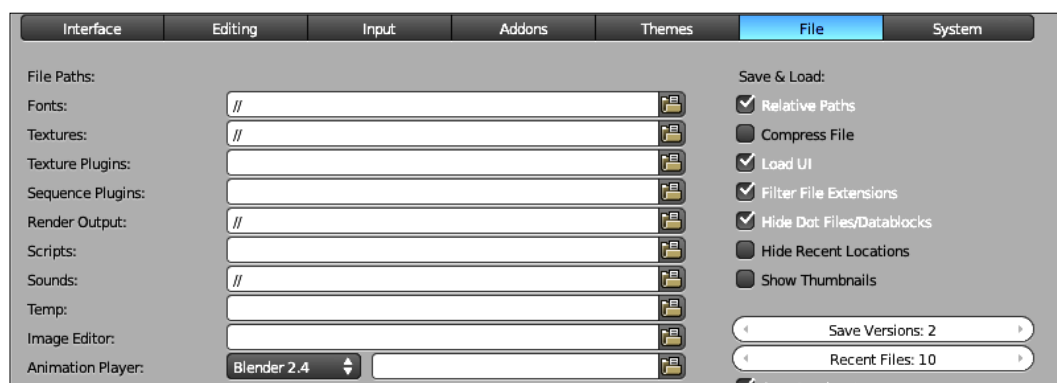 Interface Editing Input Addons Themes File System
File Paths:
Fonts: //
Textures: //
Texture Plugins:
Sequence Plugins:
Render Output: //
Scripts:
Sounds: //
Temp:
Image Editor:
Animation Player: Blender 2.4
Save & Load:
Relative Paths
Compress File
Load UI
Filter File Extensions
Hide Dot Files/Datablocks
Hide Recent Locations
Show Thumbnails
Save Versions: 2
Recent Files: 10